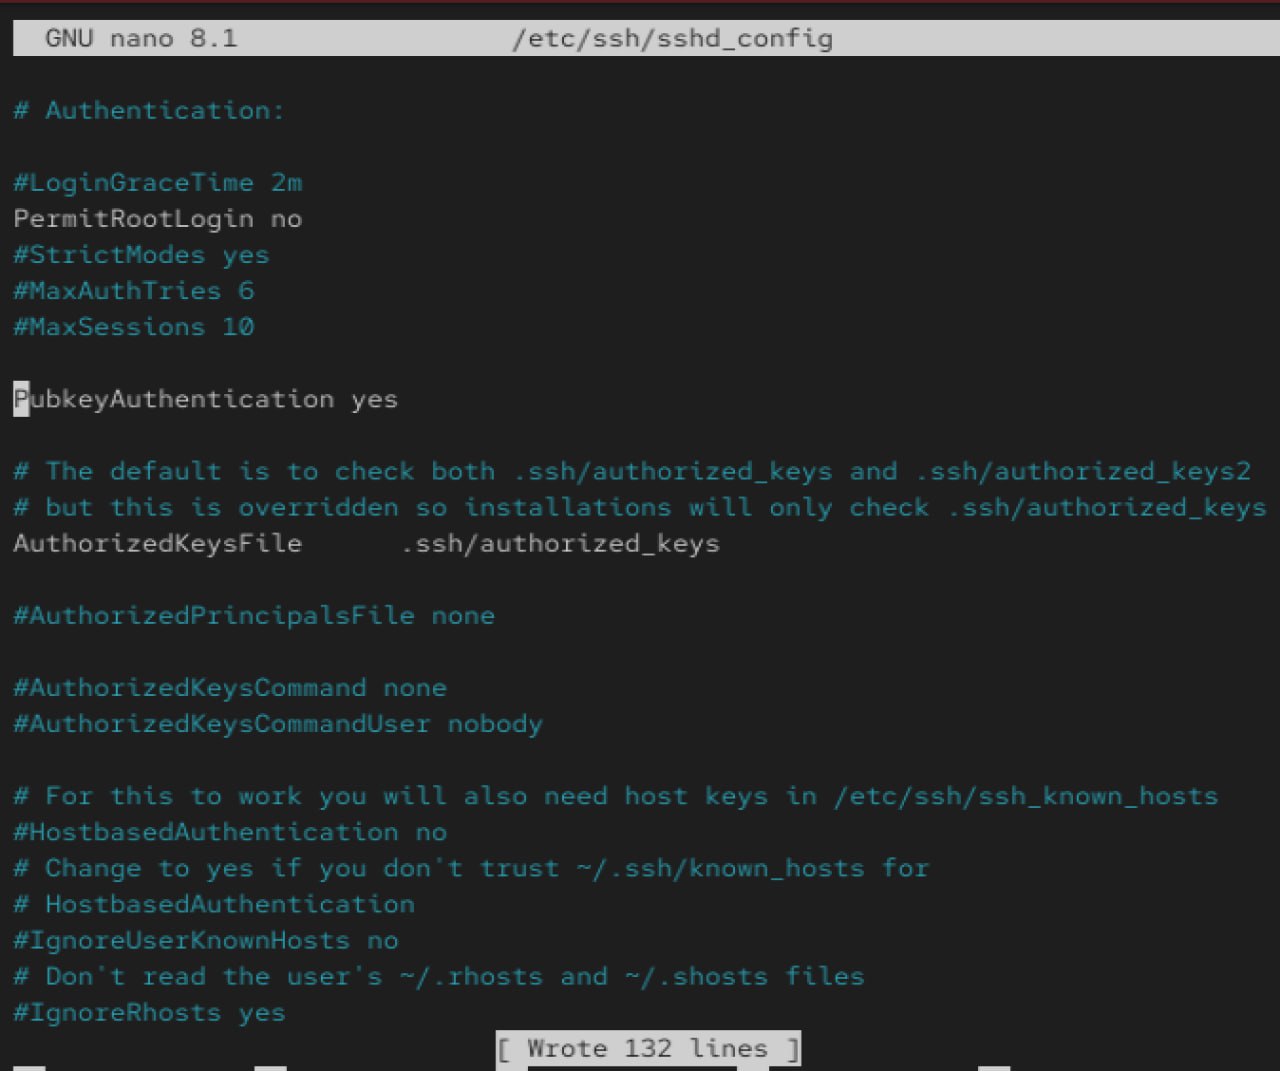 GNU nano 8.1 /etc/ssh/sshd_config
# Authentication:
#LoginGraceTime 2m
PermitRootLogin no
#StrictModes yes
#MaxAuthTries 6
#MaxSessions 10
PubkeyAuthentication yes
# The default is to check both .ssh/authorized_keys and .ssh/authorized_keys2
# but this is overridden so installations will only check .ssh/authorized_keys
AuthorizedKeysFile .ssh/authorized_keys
#AuthorizedPrincipalsFile none
#AuthorizedKeysCommand none
#AuthorizedKeysCommandUser nobody
# For this to work you will also need host keys in /etc/ssh/ssh_known_hosts
#HostbasedAuthentication no
# Change to yes if you don't trust ~/.ssh/known_hosts for
# HostbasedAuthentication
#IgnoreUserKnownHosts no
# Don't read the user's ~/.rhosts and ~/.shosts files
#IgnoreRhosts yes
[ Wrote 132 lines ]